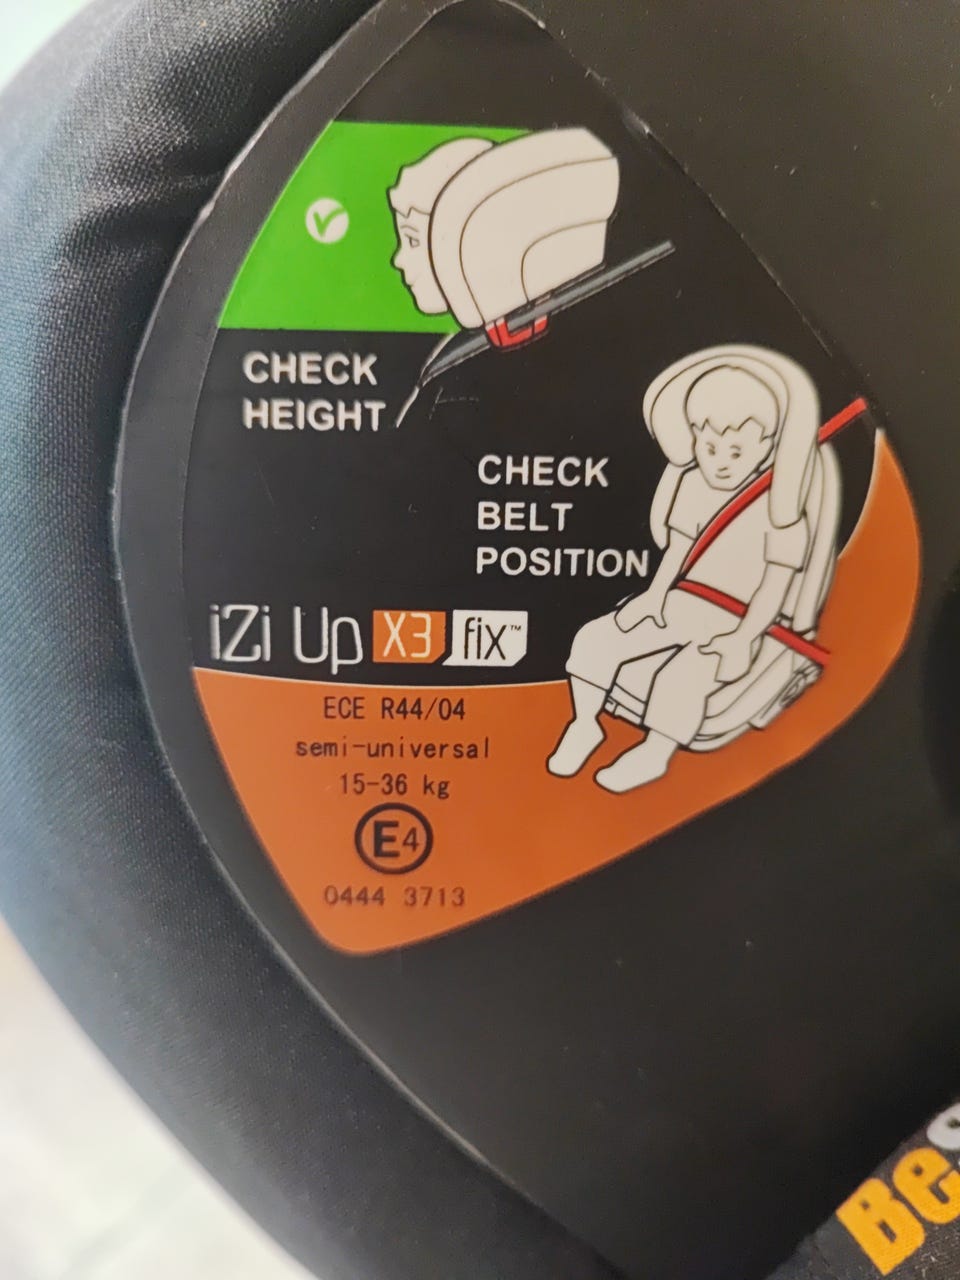 CHECK
HEIGHT
CHECK
BELT
POSITION
iZi Up X3 fix™
ECE R44/04
semi-universal
15-36 kg
E4
0444 3713
Be